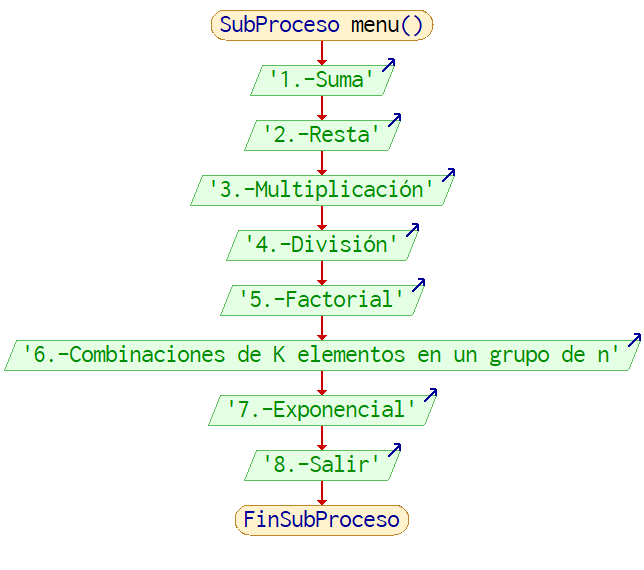 SubProceso menu()
'1.-Suma'
'2.-Resta'
'3.-Multiplicación'
'4.-División'
'5.-Factorial'
'6.-Combinaciones de K elementos en un grupo de n'
'7.-Exponencial'
'8.-Salir'
FinSubProceso